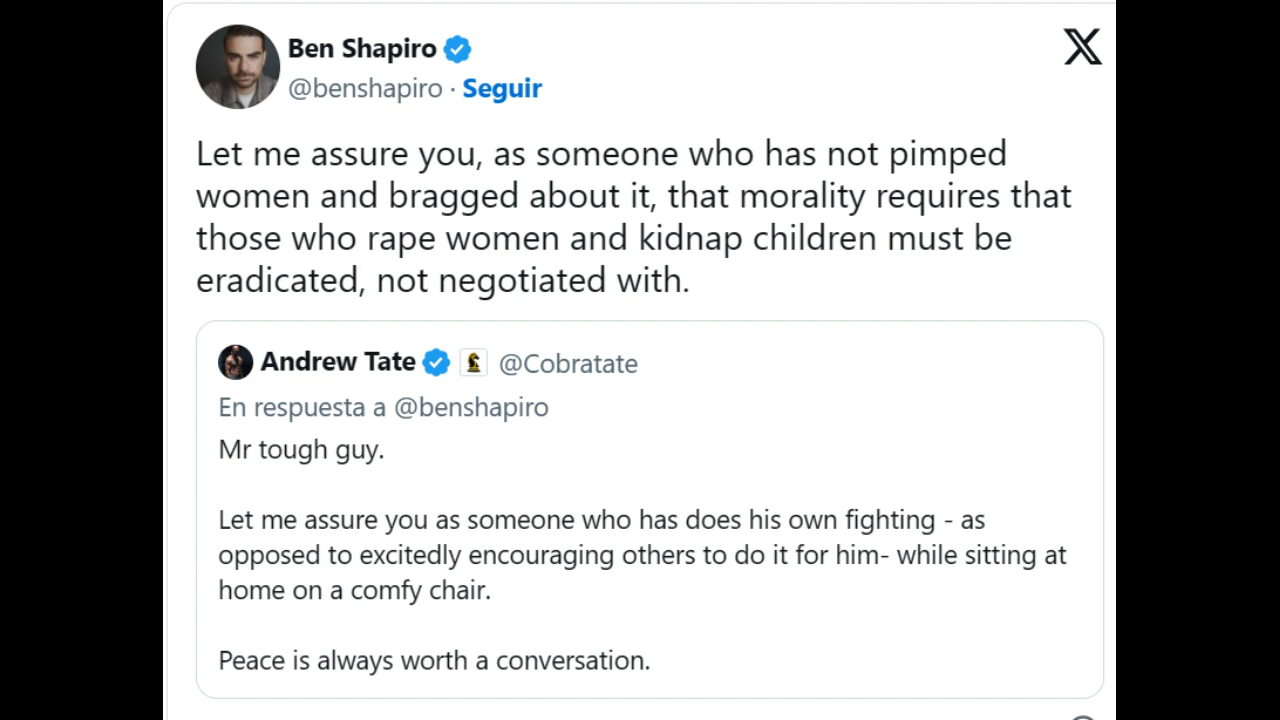 Ben Shapiro
@benshapiro · Seguir
Let me assure you, as someone who has not pimped
women and bragged about it, that morality requires that
those who rape women and kidnap children must be
eradicated, not negotiated with.
Andrew Tate @Cobratate
En respuesta a @benshapiro
Mr tough guy.
Let me assure you as someone who has does his own fighting - as
opposed to excitedly encouraging others to do it for him- while sitting at
home on a comfy chair.
Peace is always worth a conversation.